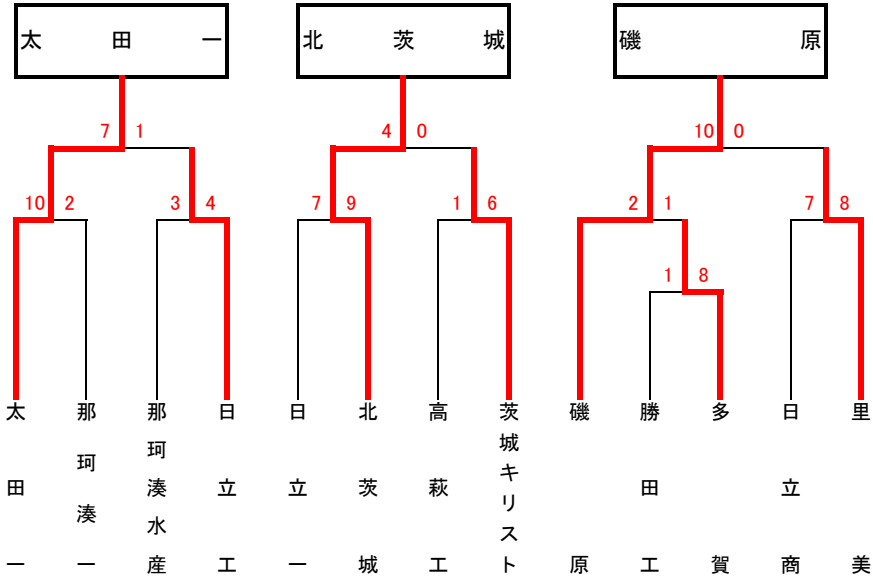 太田一 北茨城 磯原
7 1 4 0 10 0
10 2 3 4 7 9 1 6 2 1 7 8
1 8
太田一 那珂湊一 那珂湊水産 日立工 日立一 北茨城 高萩工 茨城キリスト 磯原 勝田工 多賀 日立商 里美